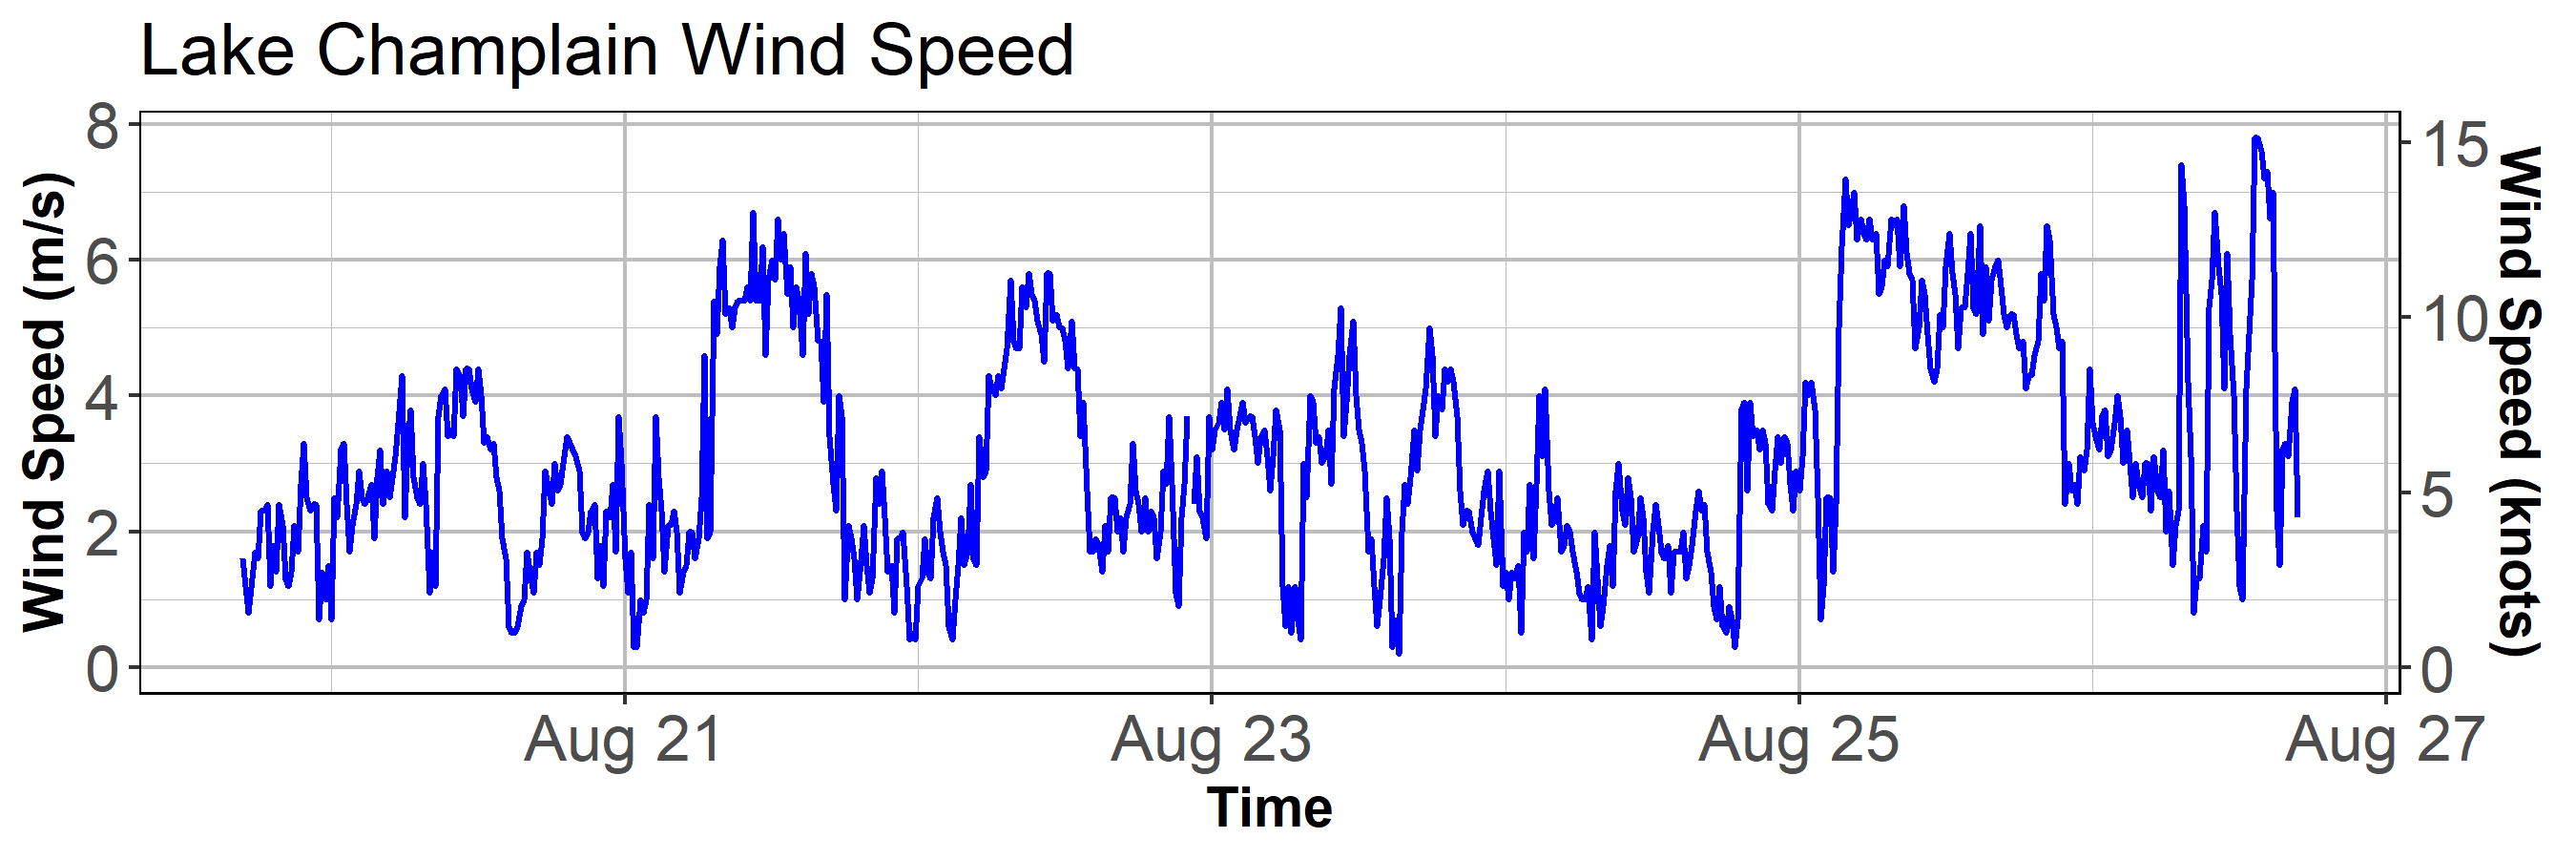 Lake Champlain Wind Speed
Wind Speed (m/s)
8
6
4
2
0
15
10
5
0
Wind Speed (knots)
Aug 21
Aug 23
Aug 25
Aug 27
Time